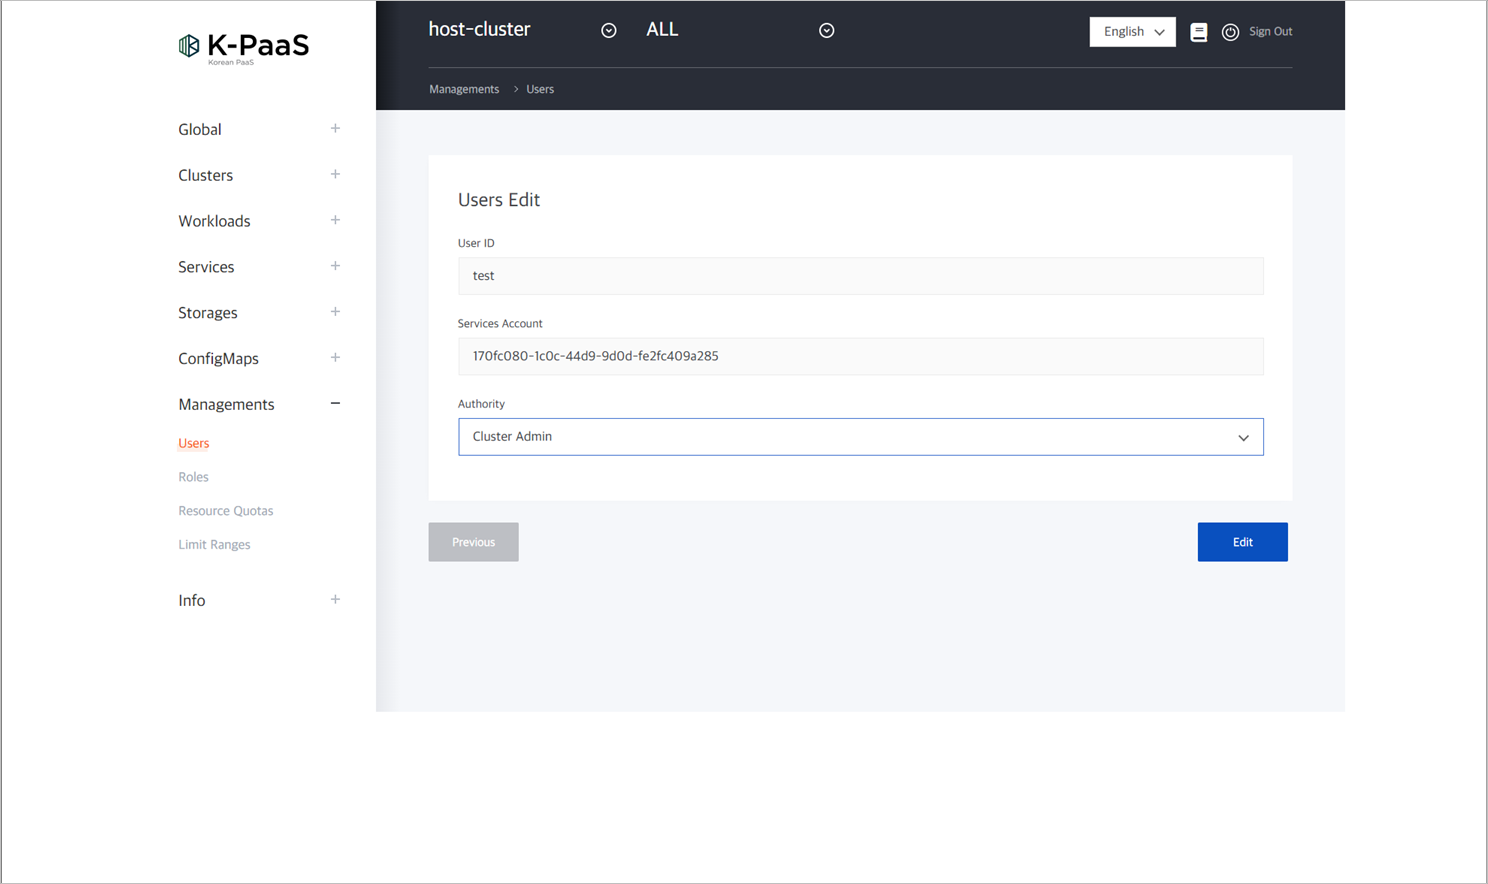 K-PaaS
Korean PaaS
host-cluster
ALL
English
Sign Out
Managements > Users
Global +
Clusters +
Workloads +
Services +
Storages +
ConfigMaps +
Managements −
Users
Roles
Resource Quotas
Limit Ranges
Info +
Users Edit
User ID
test
Services Account
170fc080-1c0c-44d9-9d0d-fe2fc409a285
Authority
Cluster Admin
Previous
Edit